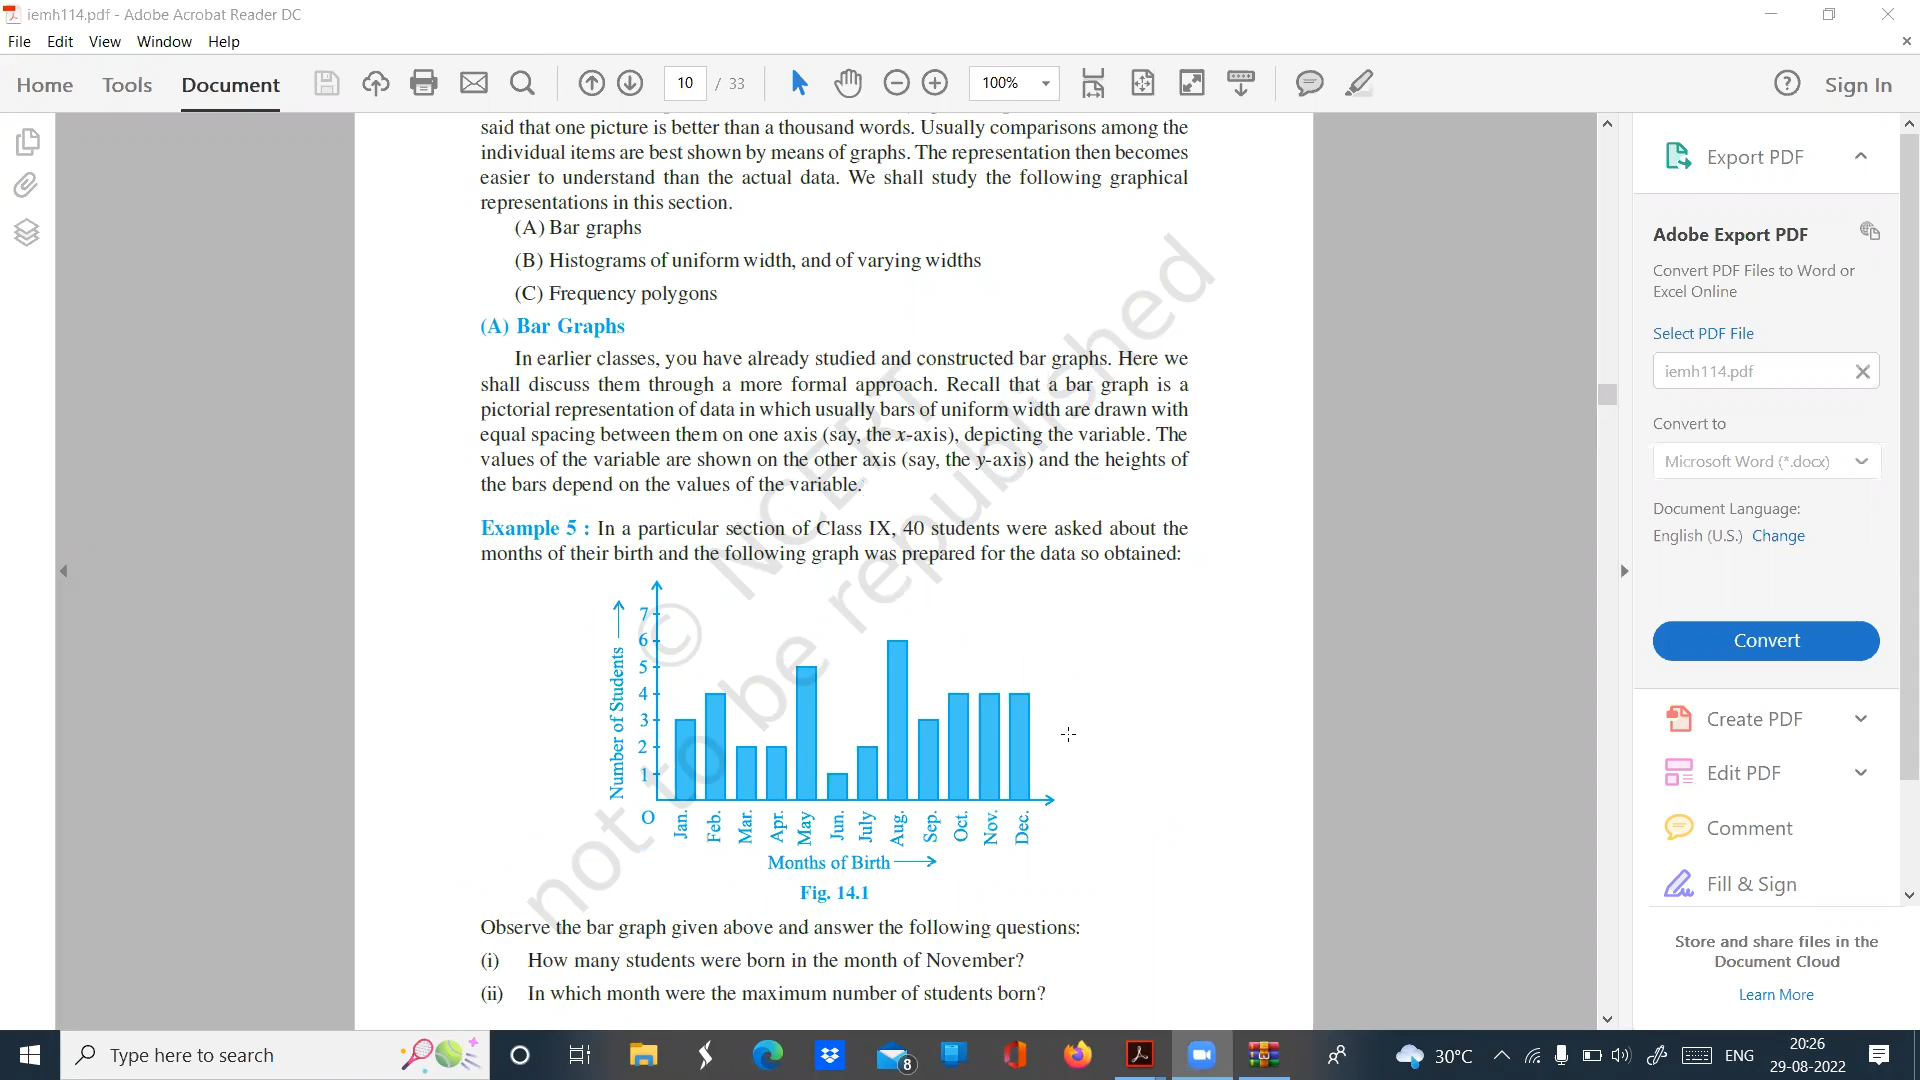 iemh114.pdf - Adobe Acrobat Reader DC
File Edit View Window Help
Home Tools Document 10 / 33 100% Sign In
said that one picture is better than a thousand words. Usually comparisons among the
individual items are best shown by means of graphs. The representation then becomes
easier to understand than the actual data. We shall study the following graphical
representations in this section.
(A) Bar graphs
(B) Histograms of uniform width, and of varying widths
(C) Frequency polygons
(A) Bar Graphs
In earlier classes, you have already studied and constructed bar graphs. Here we
shall discuss them through a more formal approach. Recall that a bar graph is a
pictorial representation of data in which usually bars of uniform width are drawn with
equal spacing between them on one axis (say, the x-axis), depicting the variable. The
values of the variable are shown on the other axis (say, the y-axis) and the heights of
the bars depend on the values of the variable.
Example 5 : In a particular section of Class IX, 40 students were asked about the
months of their birth and the following graph was prepared for the data so obtained:
Number of Students
7
6
5
4
3
2
1
O
Jan. Feb. Mar. Apr. May Jun. July Aug. Sep. Oct. Nov. Dec.
Months of Birth
Fig. 14.1
Observe the bar graph given above and answer the following questions:
(i) How many students were born in the month of November?
(ii) In which month were the maximum number of students born?
© NCERT
not to be republished
Export PDF
Adobe Export PDF
Convert PDF Files to Word or
Excel Online
Select PDF File
iemh114.pdf
Convert to
Microsoft Word (*.docx)
Document Language:
English (U.S.) Change
Convert
Create PDF
Edit PDF
Comment
Fill & Sign
Store and share files in the
Document Cloud
Learn More
Type here to search
8
30°C
ENG
20:26
29-08-2022